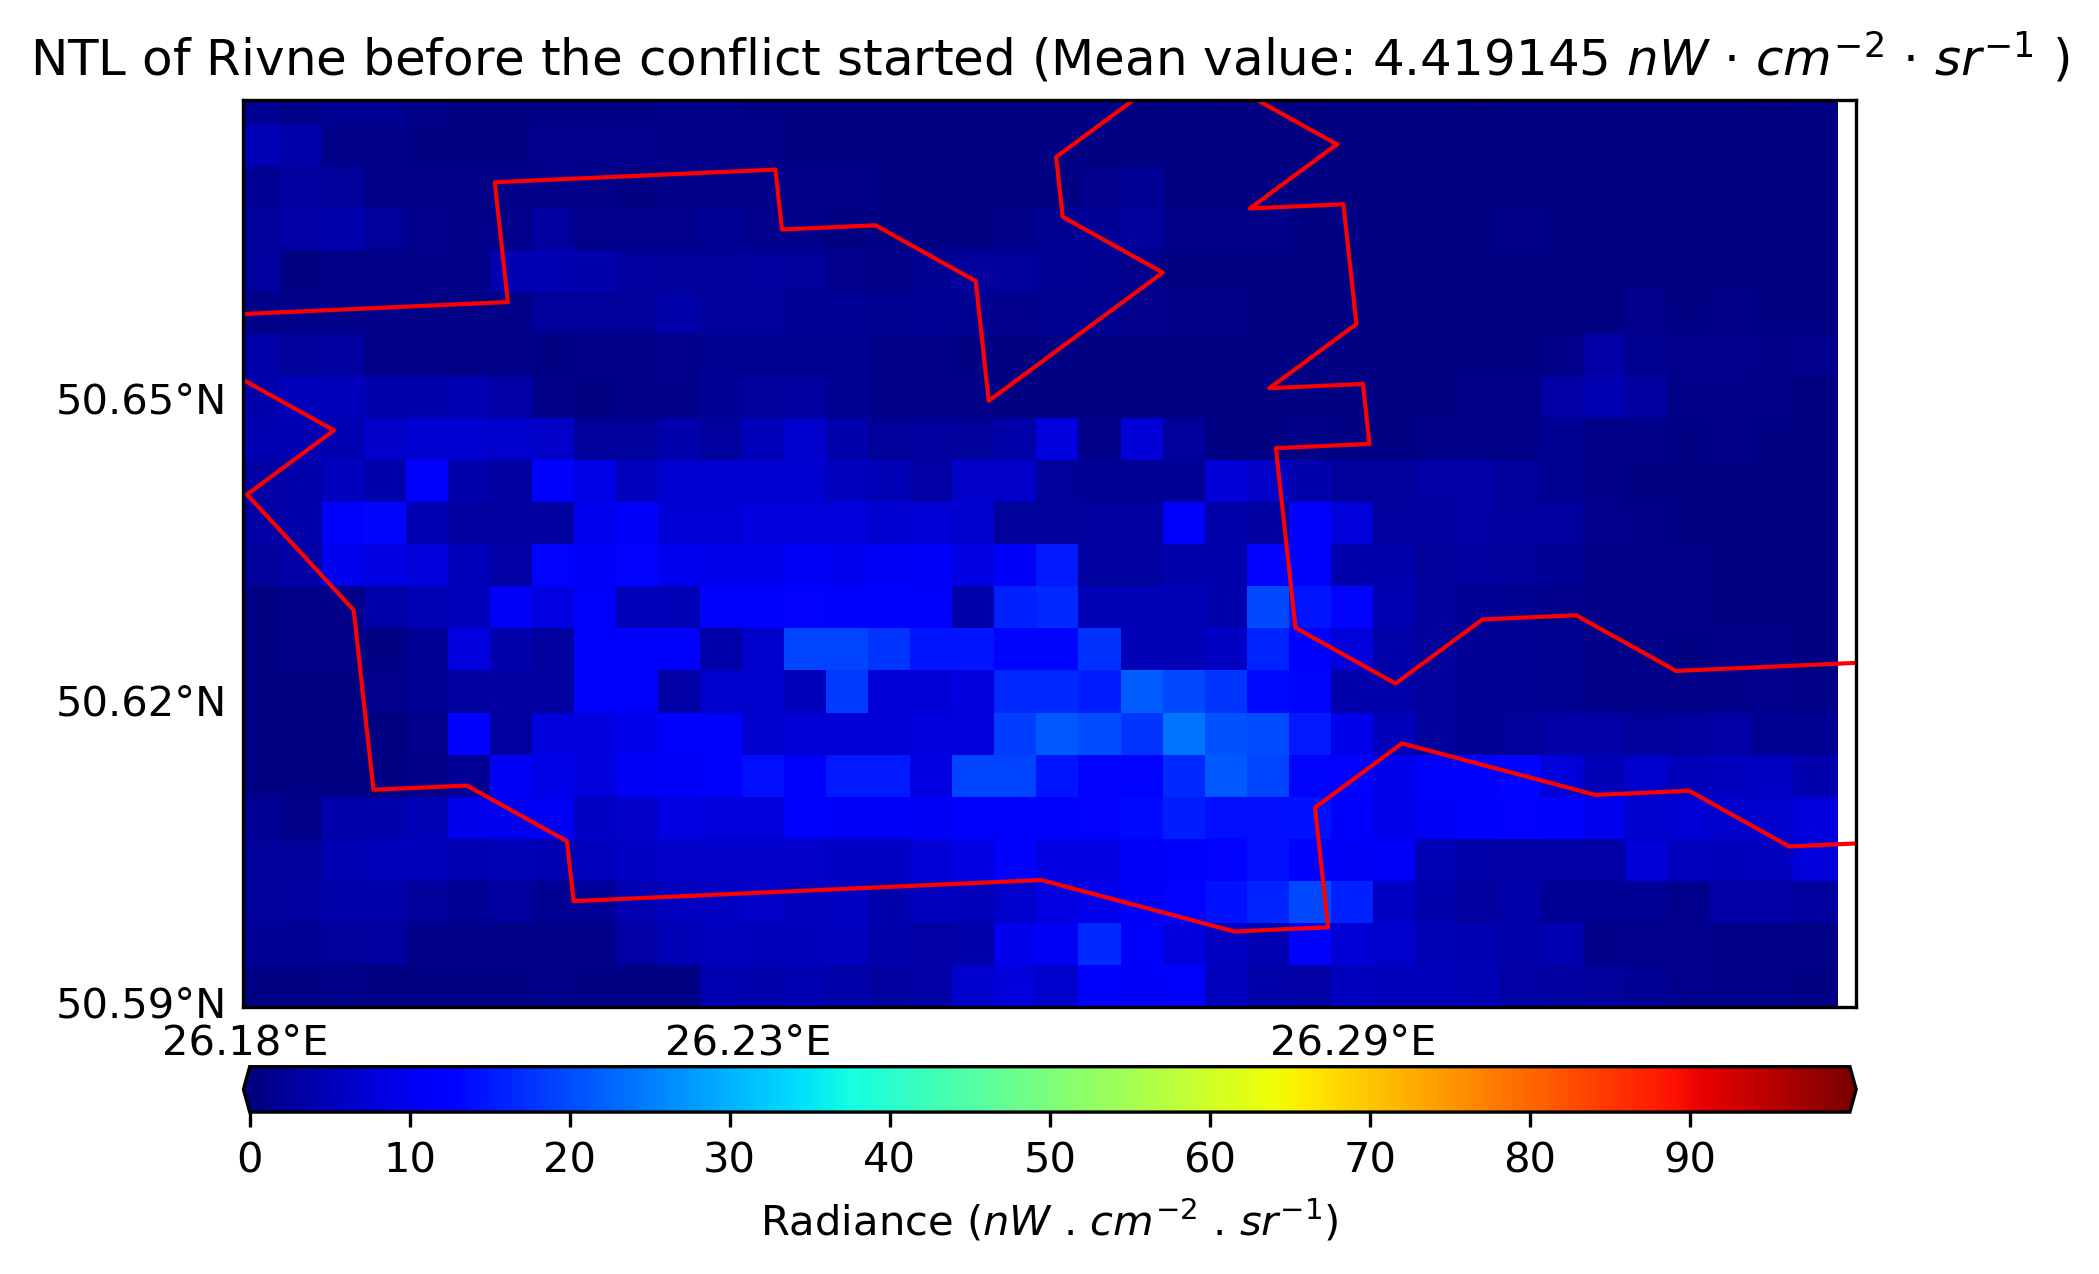 NTL of Rivne before the conflict started (Mean value: 4.419145 nW · cm⁻² · sr⁻¹ )
50.65°N
50.62°N
50.59°N
26.18°E 26.23°E 26.29°E
0 10 20 30 40 50 60 70 80 90
Radiance (nW . cm⁻² . sr⁻¹)